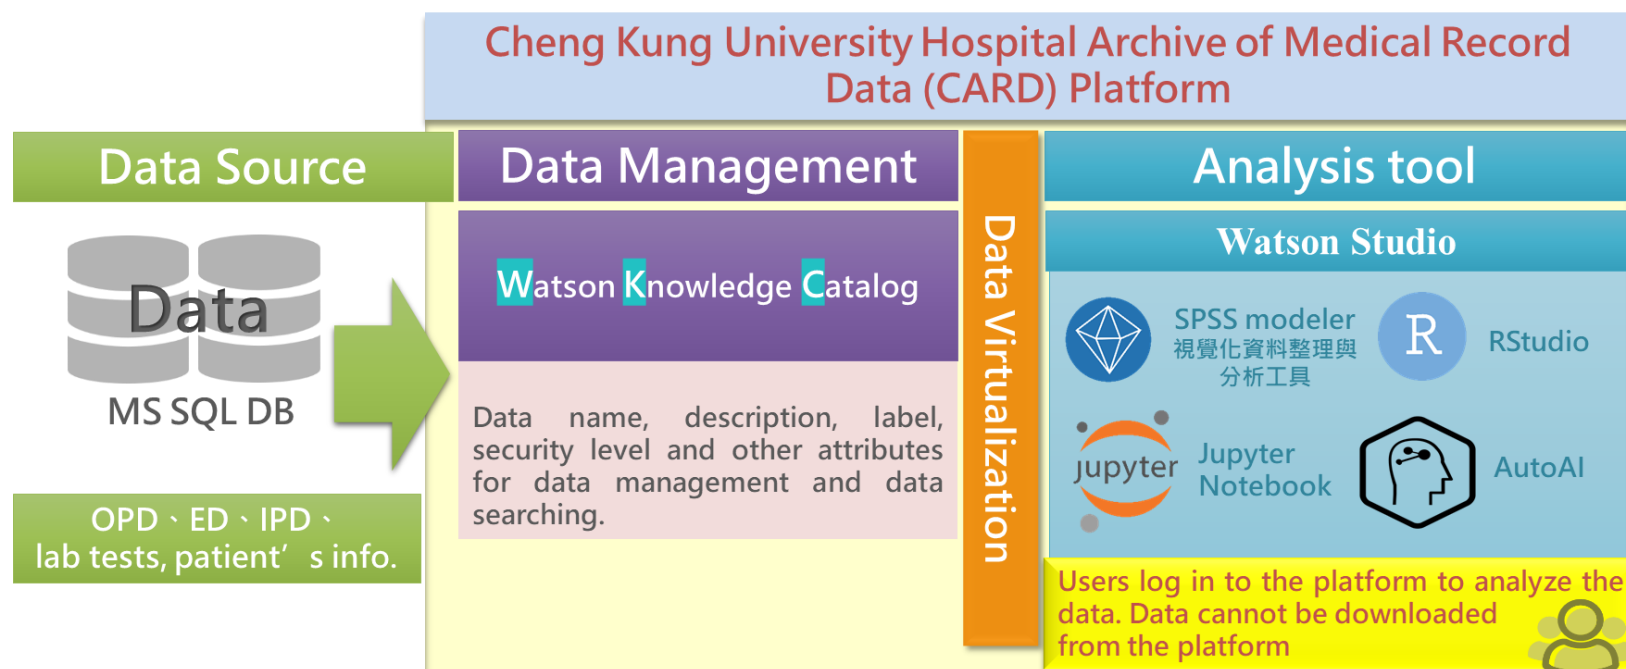 Cheng Kung University Hospital Archive of Medical Record
Data (CARD) Platform
Data Source
Data
MS SQL DB
OPD、ED、IPD、
lab tests, patient’s info.
Data Management
Watson Knowledge Catalog
Data name, description, label,
security level and other attributes
for data management and data
searching.
Data Virtualization
Analysis tool
Watson Studio
SPSS modeler
視覺化資料整理與
分析工具
R
RStudio
jupyter
Jupyter
Notebook
AutoAI
Users log in to the platform to analyze the
data. Data cannot be downloaded
from the platform